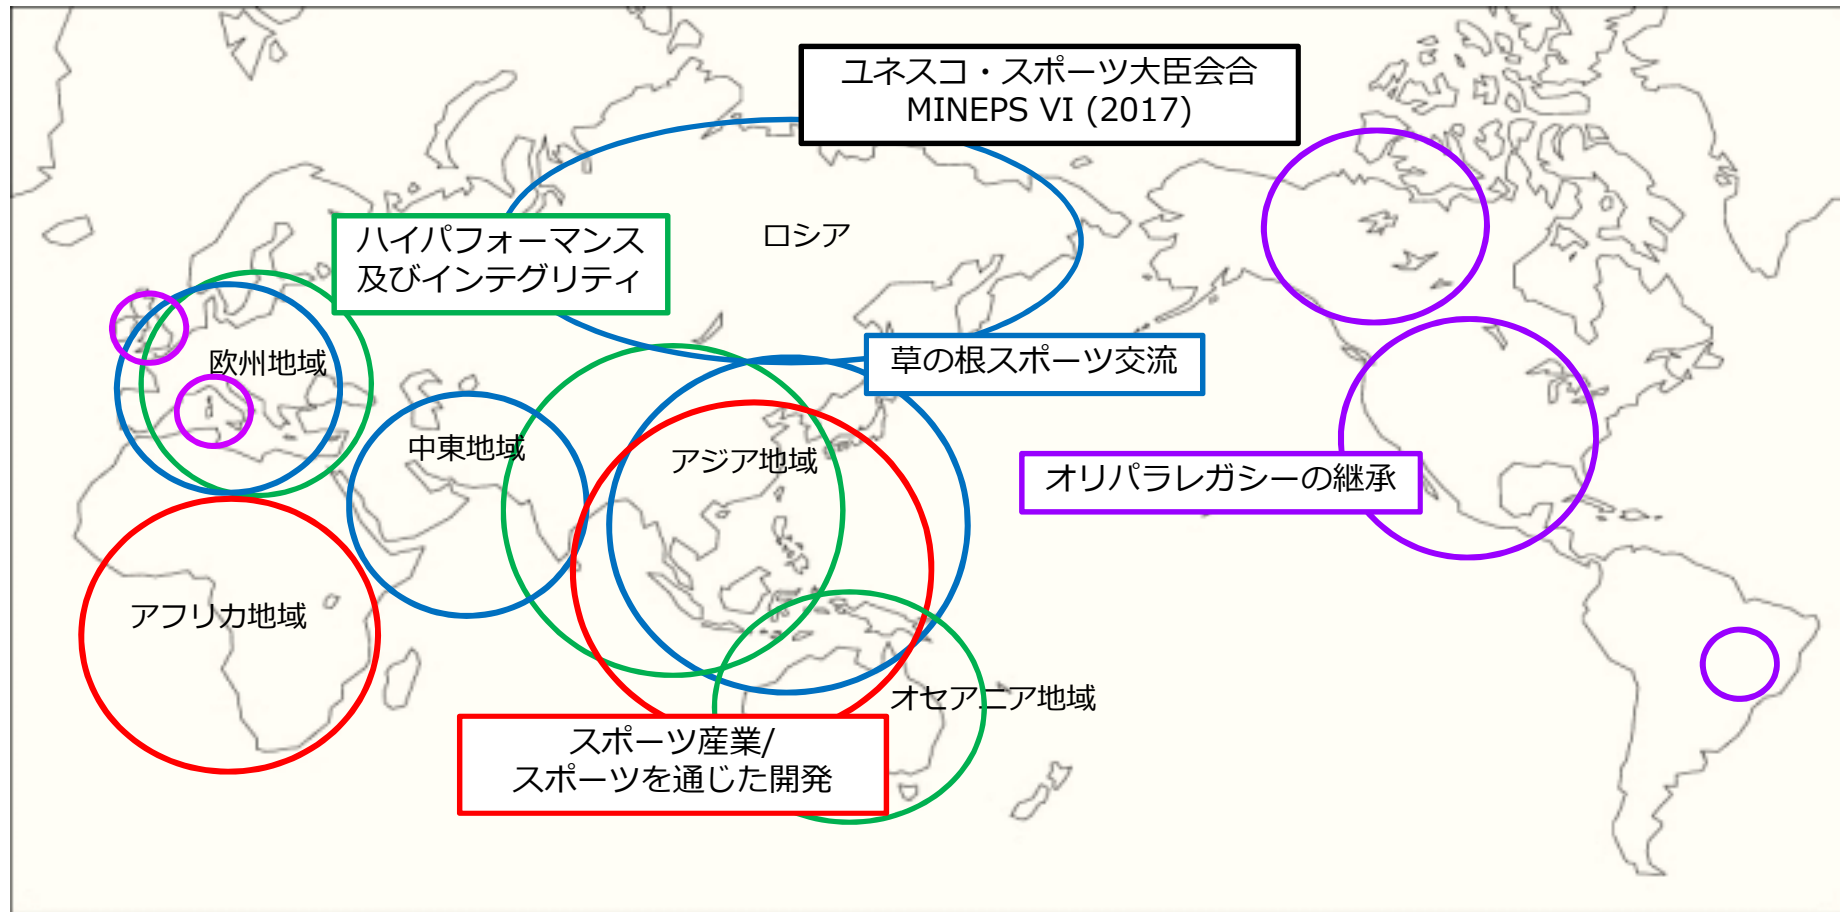 ユネスコ・スポーツ大臣会合
MINEPS VI (2017)
ハイパフォーマンス
及びインテグリティ
ロシア
草の根スポーツ交流
欧州地域
中東地域
アジア地域
オリパラレガシーの継承
アフリカ地域
オセアニア地域
スポーツ産業/
スポーツを通じた開発